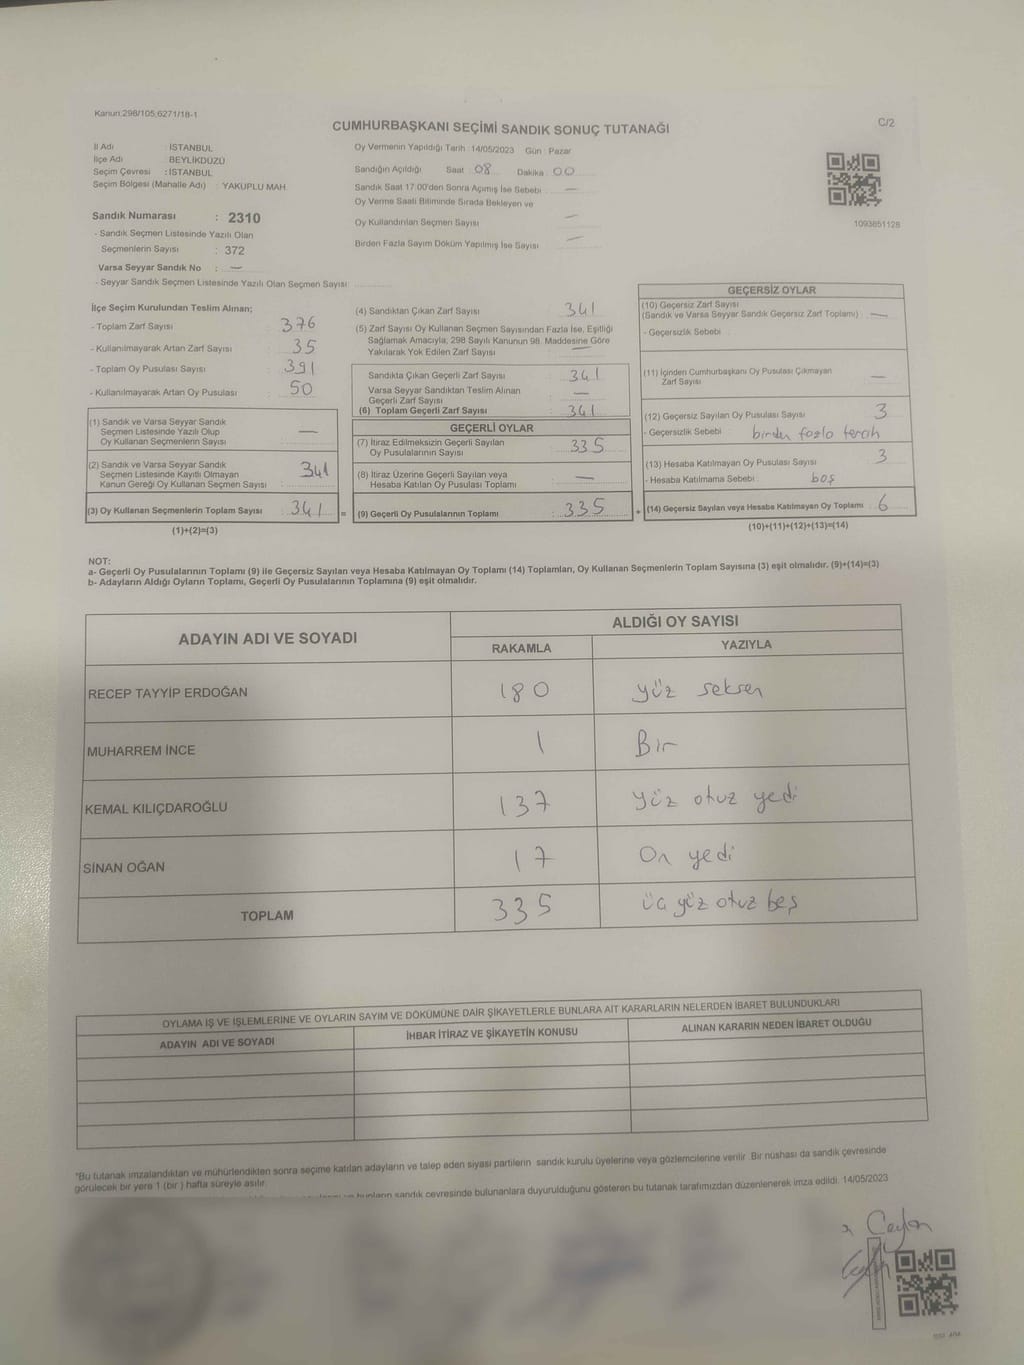 Kanun:298/105;6271/18-1
CUMHURBAŞKANI SEÇİMİ SANDIK SONUÇ TUTANAĞI
C/2
İl Adı : İSTANBUL
İlçe Adı : BEYLİKDÜZÜ
Seçim Çevresi : İSTANBUL
Seçim Bölgesi (Mahalle Adı) : YAKUPLU MAH.
Sandık Numarası : 2310
- Sandık Seçmen Listesinde Yazılı Olan
Seçmenlerin Sayısı : 372
Varsa Seyyar Sandık No : —
- Seyyar Sandık Seçmen Listesinde Yazılı Olan Seçmen Sayısı:
Oy Vermenin Yapıldığı Tarih : 14/05/2023 Gün : Pazar
Sandığın Açıldığı Saat : 08 Dakika : 00
Sandık Saat 17.00'den Sonra Açımış İse Sebebi : —
Oy Verme Saati Bitiminde Sırada Bekleyen ve
Oy Kullandırılan Seçmen Sayısı —
Birden Fazla Sayım Döküm Yapılmış İse Sayısı —
1093851128
İlçe Seçim Kurulundan Teslim Alınan;
- Toplam Zarf Sayısı : 376
- Kullanılmayarak Artan Zarf Sayısı : 35
- Toplam Oy Pusulası Sayısı : 391
- Kullanılmayarak Artan Oy Pusulası : 50
(1) Sandık ve Varsa Seyyar Sandık
Seçmen Listesinde Yazılı Olup
Oy Kullanan Seçmenlerin Sayısı : —
(2) Sandık ve Varsa Seyyar Sandık
Seçmen Listesinde Kayıtlı Olmayan
Kanun Gereği Oy Kullanan Seçmen Sayısı : 341
(3) Oy Kullanan Seçmenlerin Toplam Sayısı : 341 =
(1)+(2)=(3)
(4) Sandıktan Çıkan Zarf Sayısı : 341
(5) Zarf Sayısı Oy Kullanan Seçmen Sayısından Fazla İse, Eşitliği
Sağlamak Amacıyla, 298 Sayılı Kanunun 98. Maddesine Göre
Yakılarak Yok Edilen Zarf Sayısı : —
Sandıkta Çıkan Geçerli Zarf Sayısı : 341
Varsa Seyyar Sandıktan Teslim Alınan
Geçerli Zarf Sayısı : —
(6) Toplam Geçerli Zarf Sayısı : 341
GEÇERLİ OYLAR
(7) İtiraz Edilmeksizin Geçerli Sayılan
Oy Pusulalarının Sayısı : 335
(8) İtiraz Üzerine Geçerli Sayılan veya
Hesaba Katılan Oy Pusulası Toplamı : —
(9) Geçerli Oy Pusulalarının Toplamı : 335 +
GEÇERSİZ OYLAR
(10) Geçersiz Zarf Sayısı
(Sandık ve Varsa Seyyar Sandık Geçersiz Zarf Toplamı) : —
- Geçersizlik Sebebi :
(11) İçinden Cumhurbaşkanı Oy Pusulası Çıkmayan
Zarf Sayısı : —
(12) Geçersiz Sayılan Oy Pusulası Sayısı : 3
- Geçersizlik Sebebi : birden fazla tercih
(13) Hesaba Katılmayan Oy Pusulası Sayısı : 3
- Hesaba Katılmama Sebebi : boş
(14) Geçersiz Sayılan veya Hesaba Katılmayan Oy Toplamı : 6
(10)+(11)+(12)+(13)=(14)
NOT:
a- Geçerli Oy Pusulalarının Toplamı (9) ile Geçersiz Sayılan veya Hesaba Katılmayan Oy Toplamı (14) Toplamları, Oy Kullanan Seçmenlerin Toplam Sayısına (3) eşit olmalıdır. (9)+(14)=(3)
b- Adayların Aldığı Oyların Toplamı, Geçerli Oy Pusulalarının Toplamına (9) eşit olmalıdır.
ADAYIN ADI VE SOYADI
ALDIĞI OY SAYISI
RAKAMLA YAZIYLA
RECEP TAYYİP ERDOĞAN 180 yüz seksen
MUHARREM İNCE 1 Bir
KEMAL KILIÇDAROĞLU 137 yüz otuz yedi
SİNAN OĞAN 17 On yedi
TOPLAM 335 üç yüz otuz beş
OYLAMA İŞ VE İŞLEMLERİNE VE OYLARIN SAYIM VE DÖKÜMÜNE DAİR ŞİKAYETLERLE BUNLARA AİT KARARLARIN NELERDEN İBARET BULUNDUKLARI
ADAYIN ADI VE SOYADI İHBAR İTİRAZ VE ŞİKAYETİN KONUSU ALINAN KARARIN NEDEN İBARET OLDUĞU
*Bu tutanak imzalandıktan ve mühürlendikten sonra seçime katılan adayların ve talep eden siyasi partilerin sandık kurulu üyelerine veya gözlemcilerine verilir. Bir nüshası da sandık çevresinde
görülecek bir yere 1 (bir) hafta süreyle asılır.
sandık çevresinde bulunanlara duyurulduğunu gösteren bu tutanak tarafımızdan düzenlenerek imza edildi. 14/05/2023
Ceylan